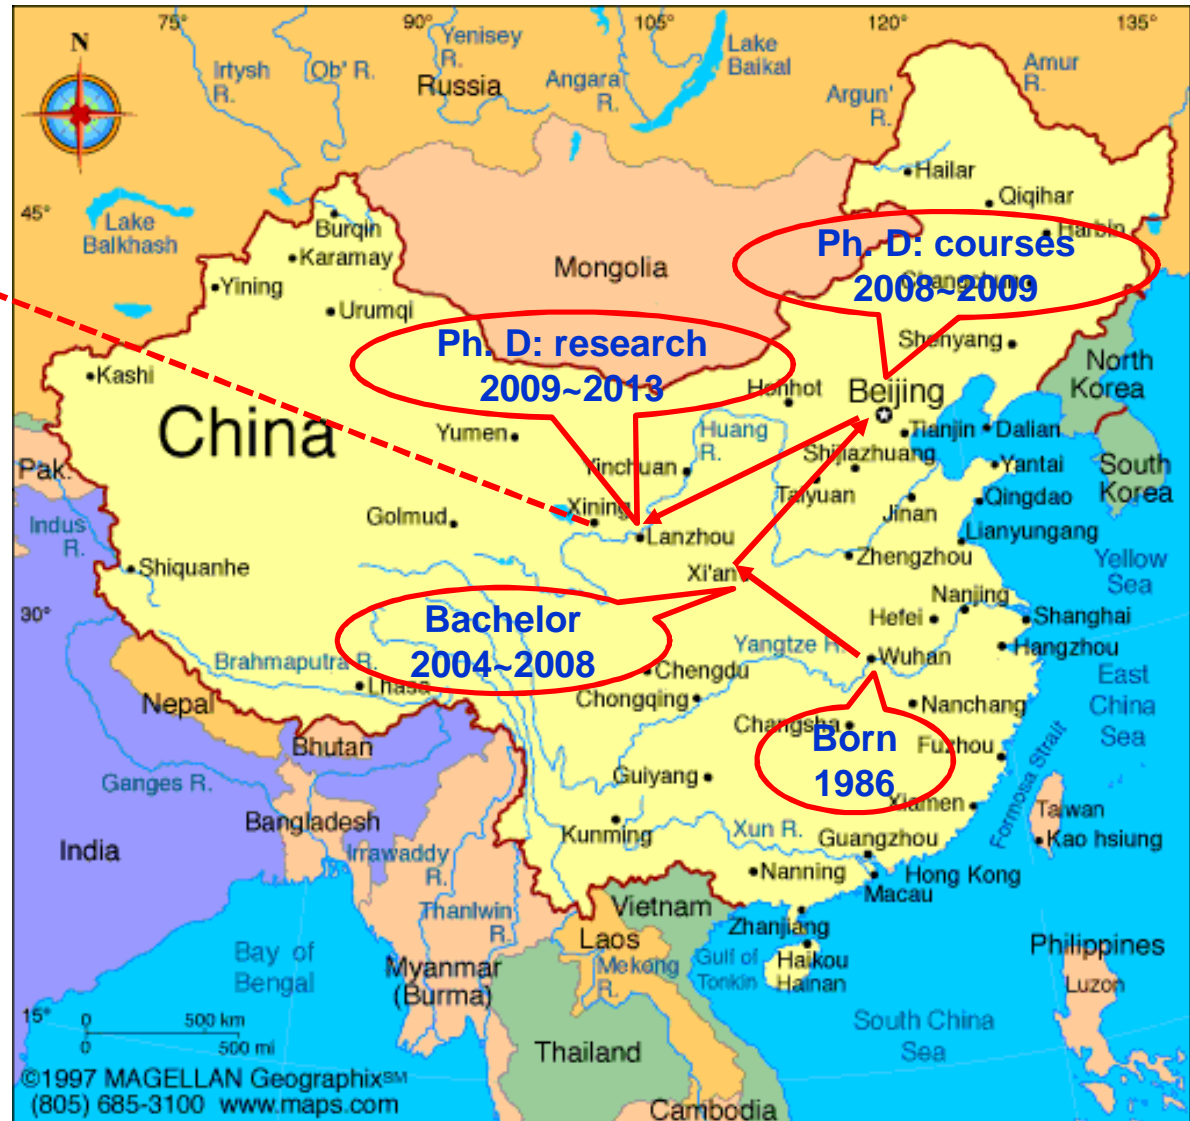 75°
90°
105°
120°
135°
N
Yenisey
R.
Irtysh
R.
Ob' R.
Russia
Angara
R.
Lake
Baikal
Argun'
R.
Amur
R.
Hailar
Qiqihar
Harbin
45°
Lake
Balkhash
Burqin
Karamay
Yining
Urumqi
Mongolia
Ph. D: courses
2008~2009
Changchun
Ph. D: research
2009~2013
Shenyang
North
Korea
Kashi
China
Hohhot
Beijing
Yumen
Huang
R.
Tianjin
Dalian
Shijiazhuang
Yinchuan
Yantai
South
Korea
Pak.
Taiyuan
Qingdao
Jinan
Xining
Golmud
Indus
R.
Lanzhou
Lianyungang
Zhengzhou
Yellow
Sea
Shiquanhe
Xi'an
30°
Nanjing
Hefei
Shanghai
Bachelor
2004~2008
Yangtze R.
Hangzhou
Wuhan
Brahmaputra R.
Lhasa
Chengdu
Chongqing
East
China
Sea
Nepal
Nanchang
Changsha
Born
1986
Fuzhou
Bhutan
Ganges R.
Guiyang
Xiamen
Formosa Strait
Taiwan
Kao hsiung
Bangladesh
Kunming
Xun R.
Guangzhou
India
Irrawaddy
R.
Nanning
Hong Kong
Macau
Thanlwin
R.
Vietnam
Zhanjiang
Laos
Bay of
Bengal
Myanmar
(Burma)
Mekong
R.
Gulf of
Tonkin
Haikou
Hainan
Philippines
Luzon
15°
0 500 km
0 500 mi
South China
Sea
Thailand
©1997 MAGELLAN Geographix℠
(805) 685-3100 www.maps.com
Cambodia